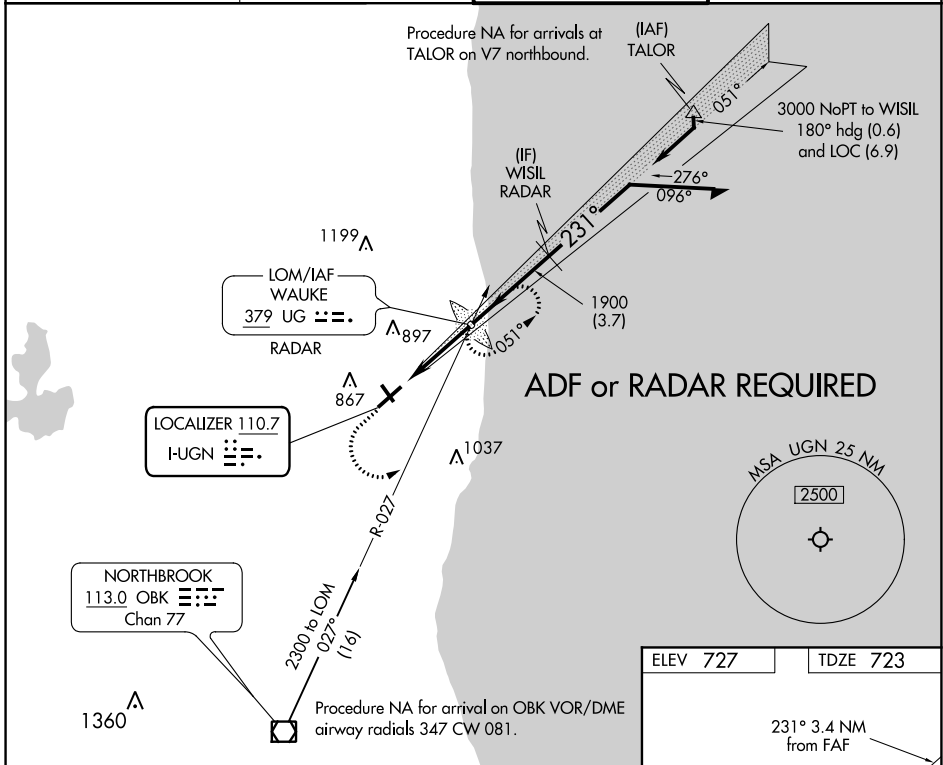 Procedure NA for arrivals at
TALOR on V7 northbound.
(IAF)
TALOR
051°
3000 NoPT to WISIL
180° hdg (0.6)
and LOC (6.9)
(IF)
WISIL
RADAR
276°
096°
231°
1199
LOM/IAF
WAUKE
379 UG
RADAR
897
051°
1900
(3.7)
867
ADF or RADAR REQUIRED
LOCALIZER 110.7
I-UGN
1037
MSA UGN 25 NM
2500
R-027
NORTHBROOK
113.0 OBK
Chan 77
2300 to LOM
027°
(16)
1360
Procedure NA for arrival on OBK VOR/DME
airway radials 347 CW 081.
ELEV 727
TDZE 723
231° 3.4 NM
from FAF